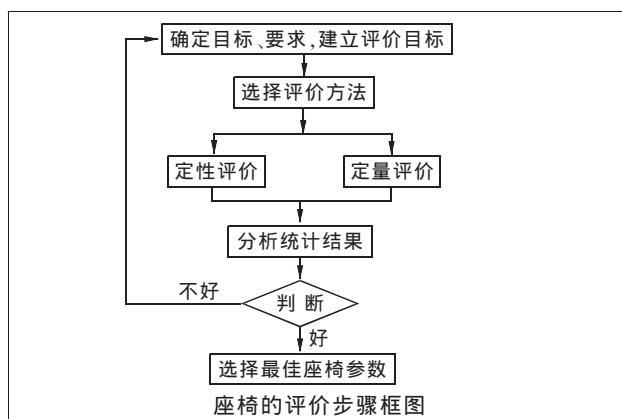 确定目标、要求,建立评价目标
选择评价方法
定性评价
定量评价
分析统计结果
不好
判断
好
选择最佳座椅参数
座椅的评价步骤框图